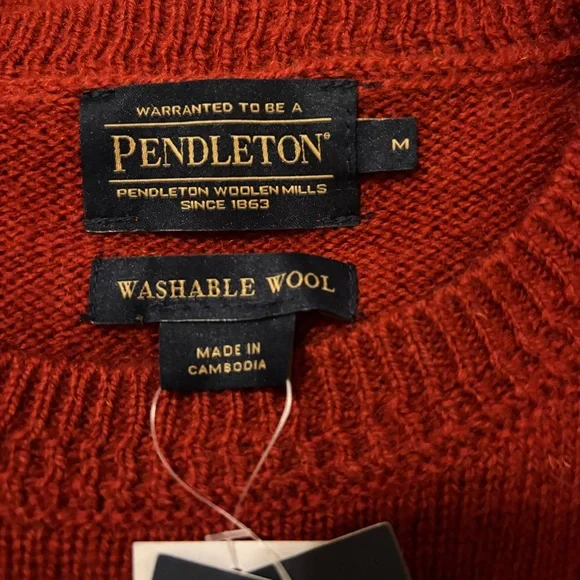 WARRANTED TO BE A
PENDLETON®
M
PENDLETON WOOLEN MILLS
SINCE 1863
WASHABLE WOOL
MADE IN
CAMBODIA